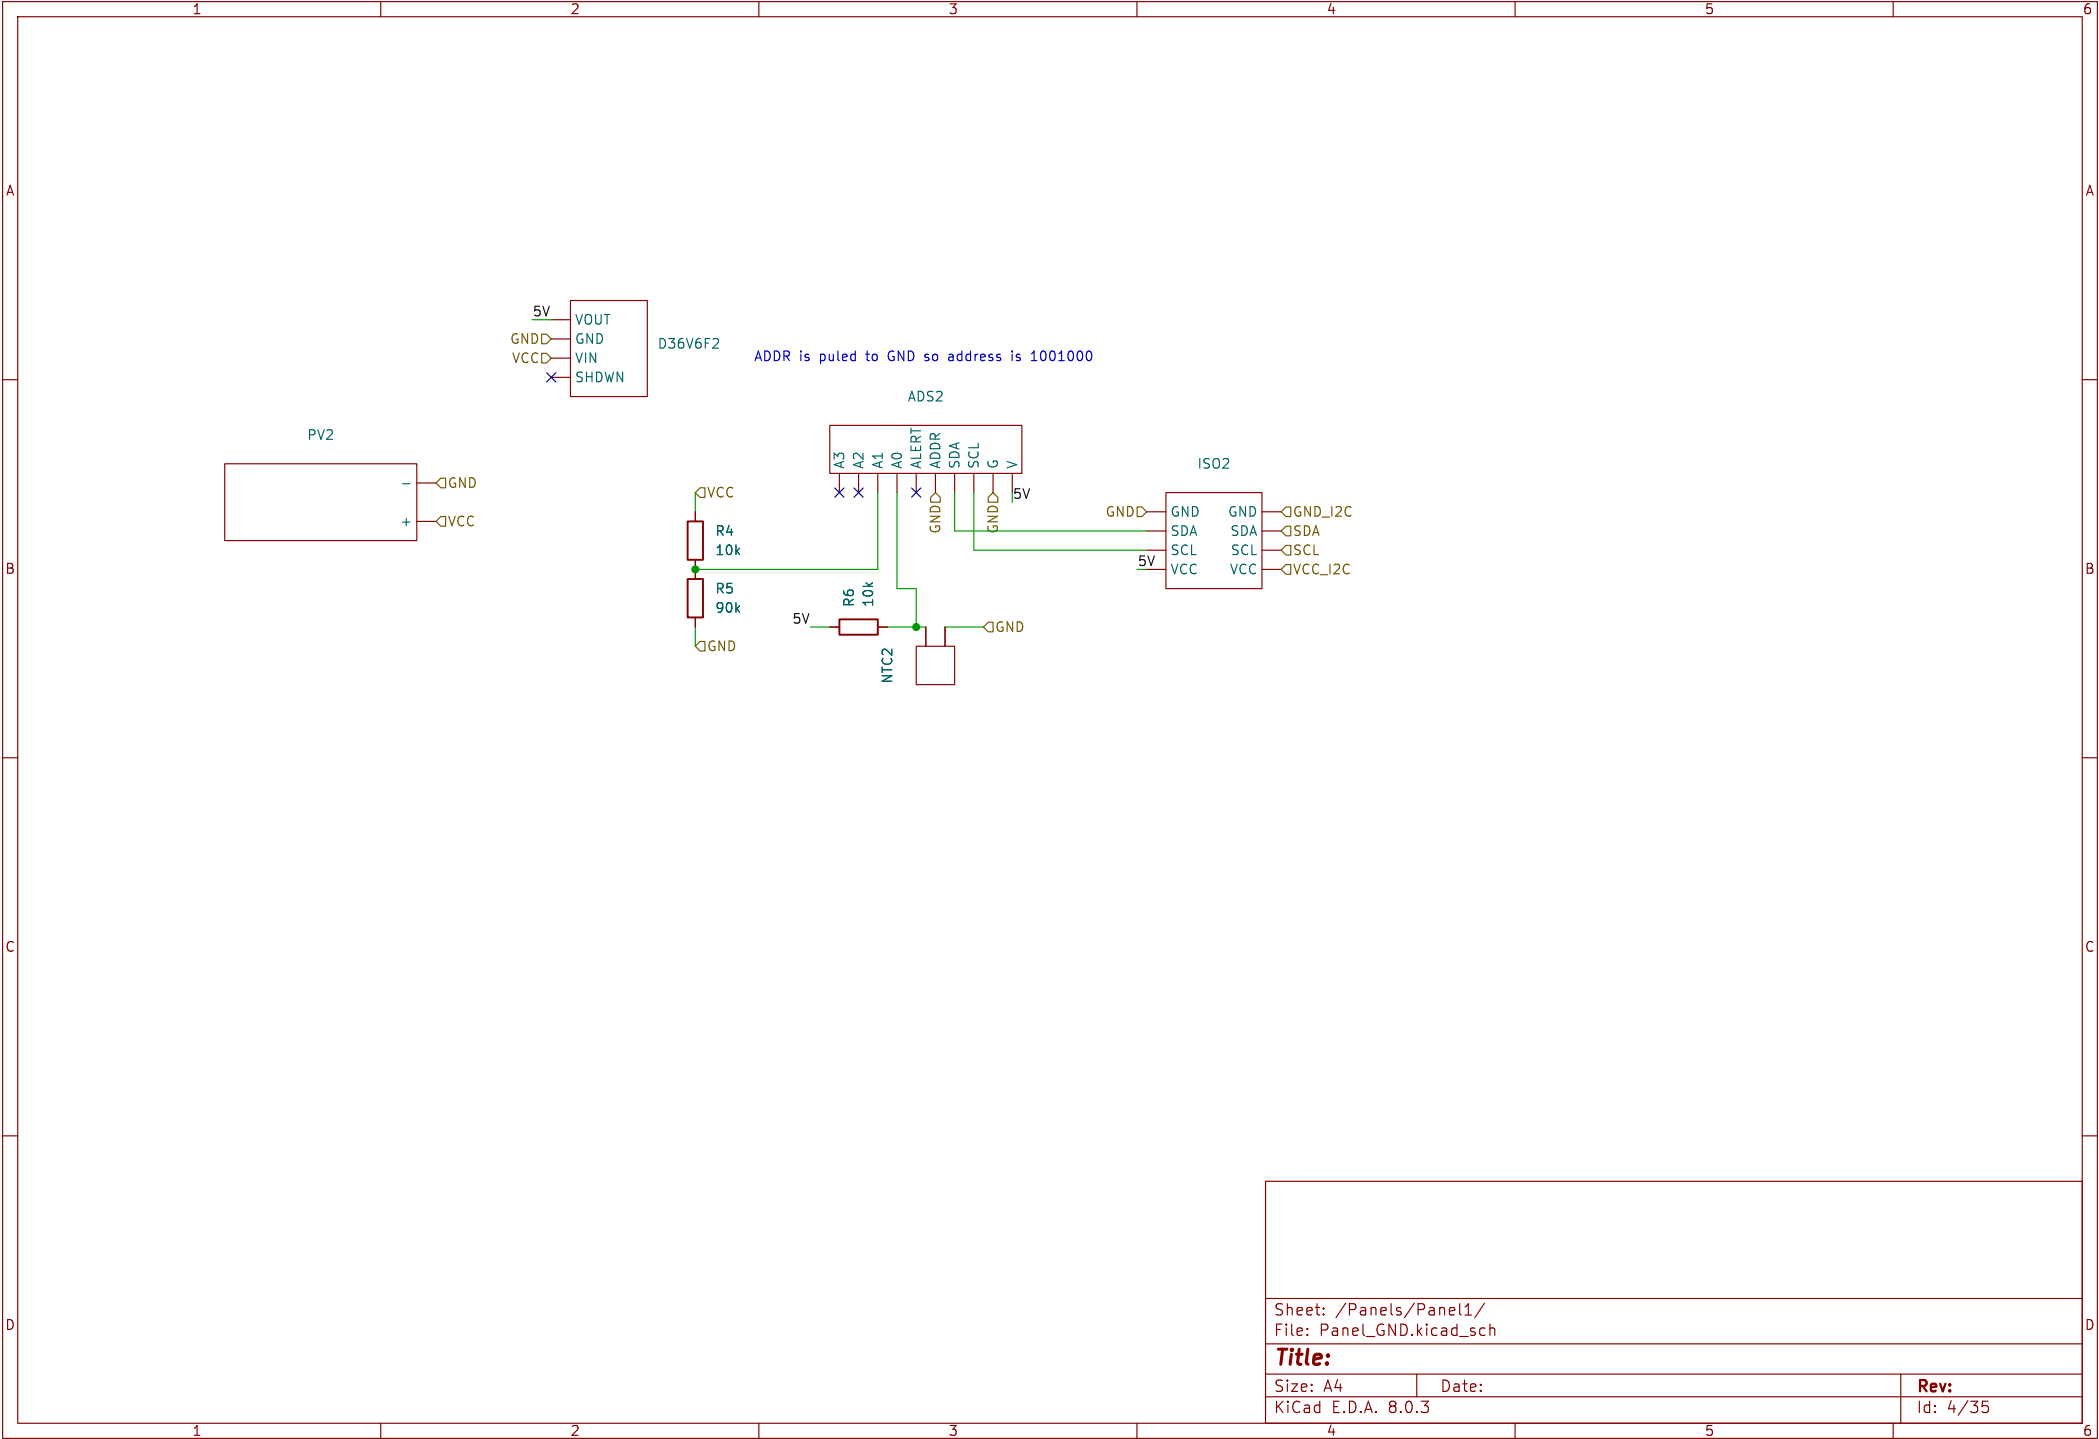 1 2 3 4 5 6
A A
5V
VOUT
GND GND
VCC VIN
SHDWN
D36V6F2
ADDR is puled to GND so address is 1001000
ADS2
A3 A2 A1 A0 ALERT ADDR SDA SCL G V
GND GND 5V
PV2
- GND
+ VCC
VCC
R4
10k
R5
90k
GND
5V
R6
10k
NTC2
GND
ISO2
GND GND GND GND_I2C
SDA SDA SDA
SCL SCL SCL
5V VCC VCC VCC_I2C
B B
C C
D D
Sheet: /Panels/Panel1/
File: Panel_GND.kicad_sch
Title:
Size: A4 Date: Rev:
KiCad E.D.A. 8.0.3 Id: 4/35
1 2 3 4 5 6